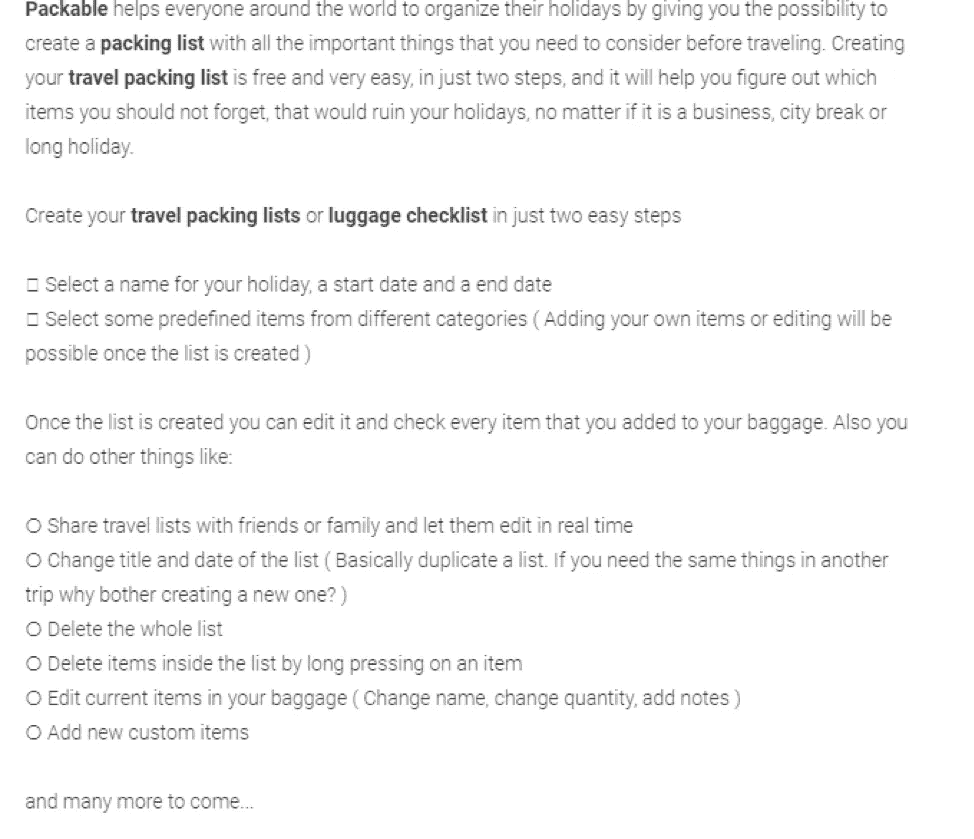 Packable helps everyone around the world to organize their holidays by giving you the possibility to
create a packing list with all the important things that you need to consider before traveling. Creating
your travel packing list is free and very easy, in just two steps, and it will help you figure out which
items you should not forget, that would ruin your holidays, no matter if it is a business, city break or
long holiday.
Create your travel packing lists or luggage checklist in just two easy steps
□ Select a name for your holiday, a start date and a end date
□ Select some predefined items from different categories ( Adding your own items or editing will be
possible once the list is created )
Once the list is created you can edit it and check every item that you added to your baggage. Also you
can do other things like:
○ Share travel lists with friends or family and let them edit in real time
○ Change title and date of the list ( Basically duplicate a list. If you need the same things in another
trip why bother creating a new one? )
○ Delete the whole list
○ Delete items inside the list by long pressing on an item
○ Edit current items in your baggage ( Change name, change quantity, add notes )
○ Add new custom items
and many more to come...